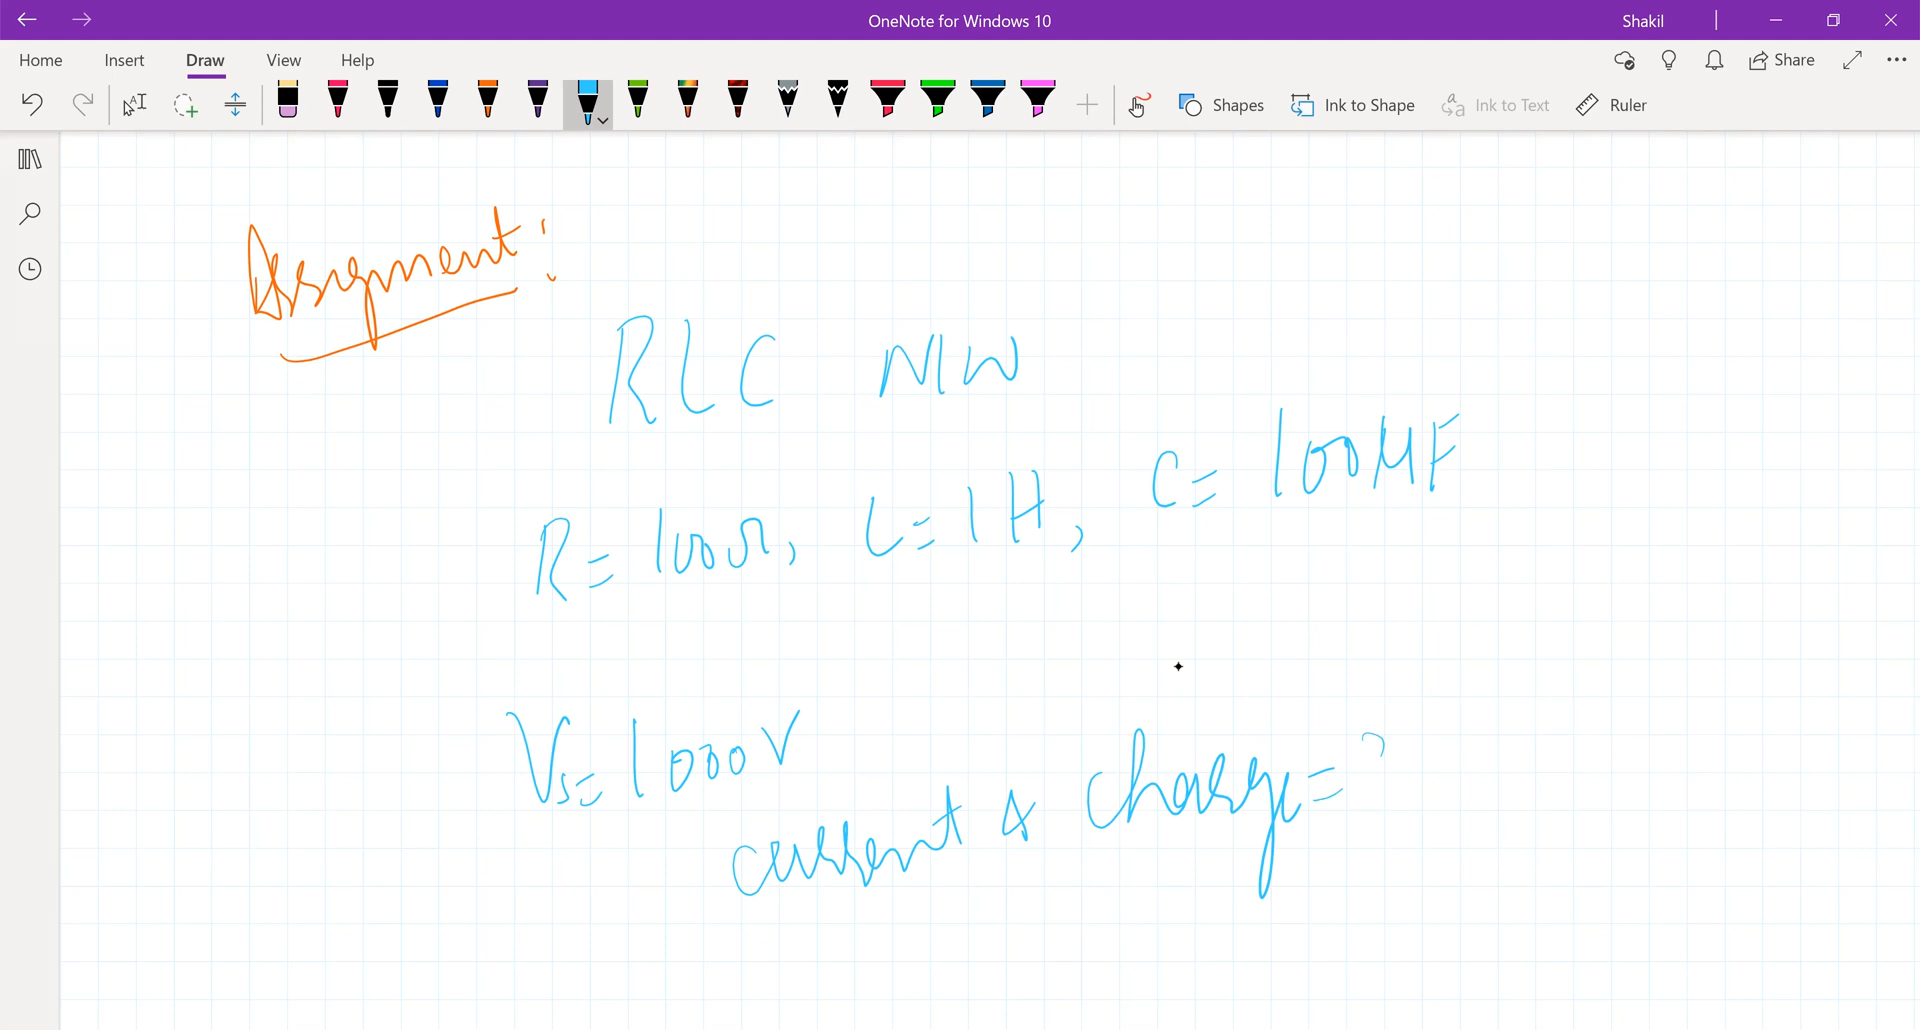 OneNote for Windows 10
Shakil
Home Insert Draw View Help
Share
Shapes Ink to Shape Ink to Text Ruler
Assignment:
RLC N/W
R = 100Ω, L = 1H, C = 100μF
Vs = 1000V
current & charge = ?